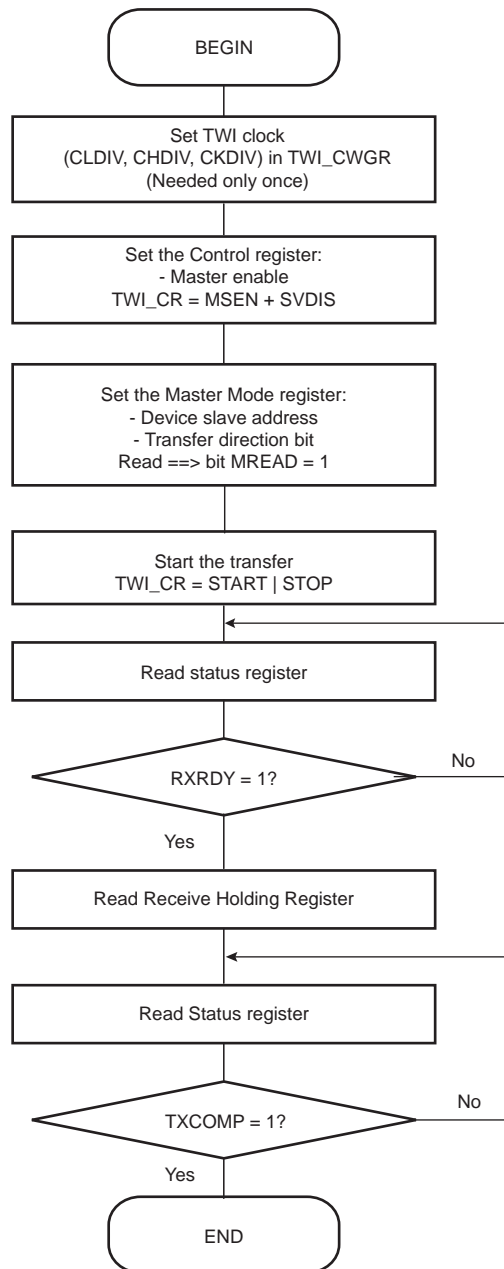 BEGIN
Set TWI clock
(CLDIV, CHDIV, CKDIV) in TWI_CWGR
(Needed only once)
Set the Control register:
- Master enable
TWI_CR = MSEN + SVDIS
Set the Master Mode register:
- Device slave address
- Transfer direction bit
Read ==> bit MREAD = 1
Start the transfer
TWI_CR = START | STOP
Read status register
RXRDY = 1?
No
Yes
Read Receive Holding Register
Read Status register
TXCOMP = 1?
No
Yes
END